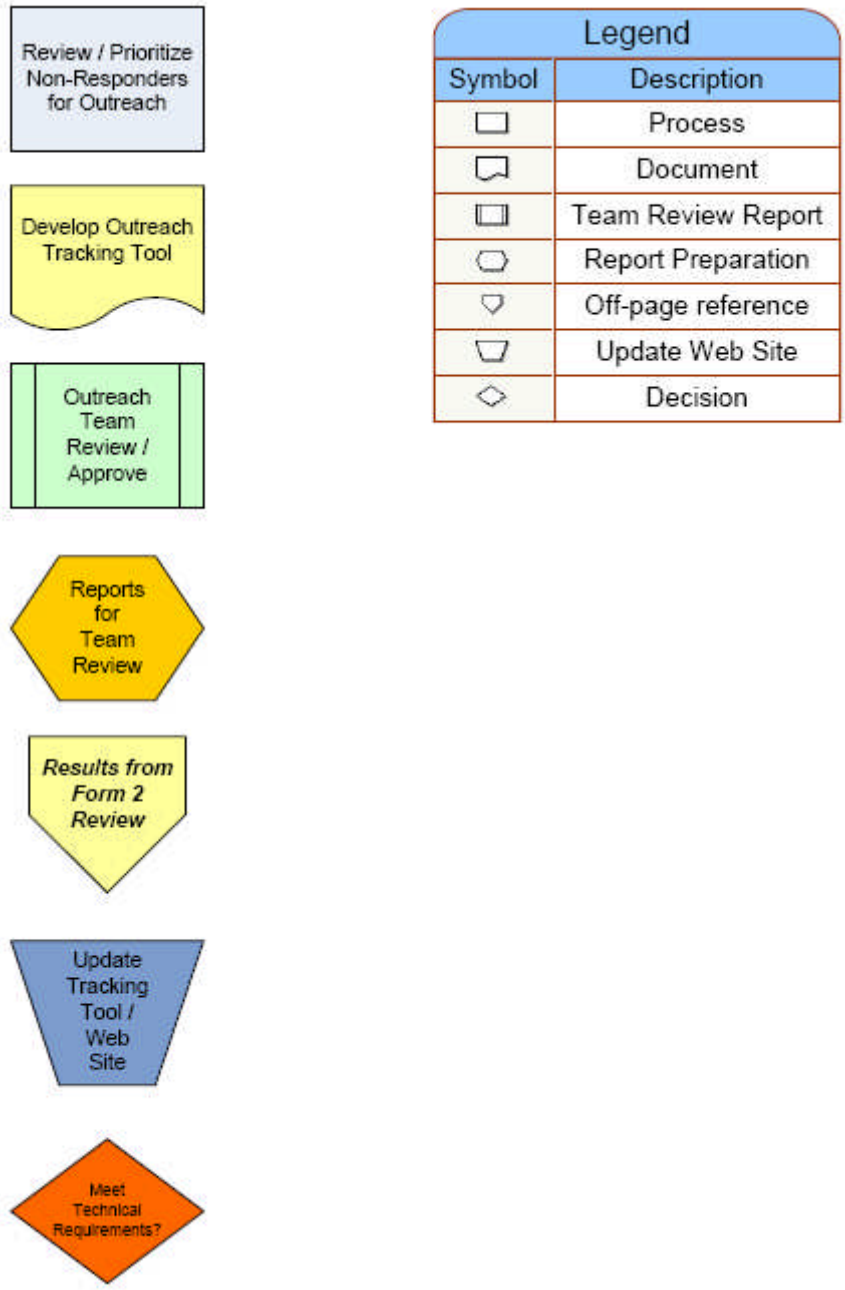 Review / Prioritize
Non-Responders
for Outreach
Develop Outreach
Tracking Tool
Outreach
Team
Review /
Approve
Reports
for
Team
Review
Results from
Form 2
Review
Update
Tracking
Tool /
Web
Site
Meet
Technical
Requirements?
Legend
Symbol Description
Process
Document
Team Review Report
Report Preparation
Off-page reference
Update Web Site
Decision